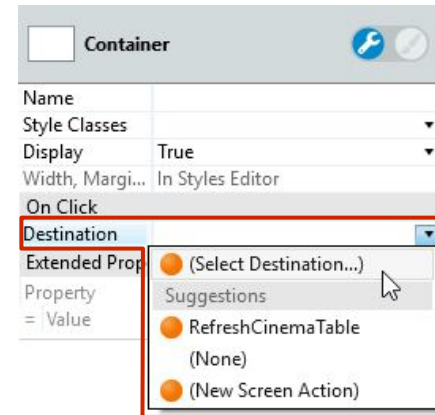 Container
Name
Style Classes
Display True
Width, Margi... In Styles Editor
On Click
Destination
Extended Prop
(Select Destination...)
Property
Suggestions
= Value
RefreshCinemaTable
(None)
(New Screen Action)